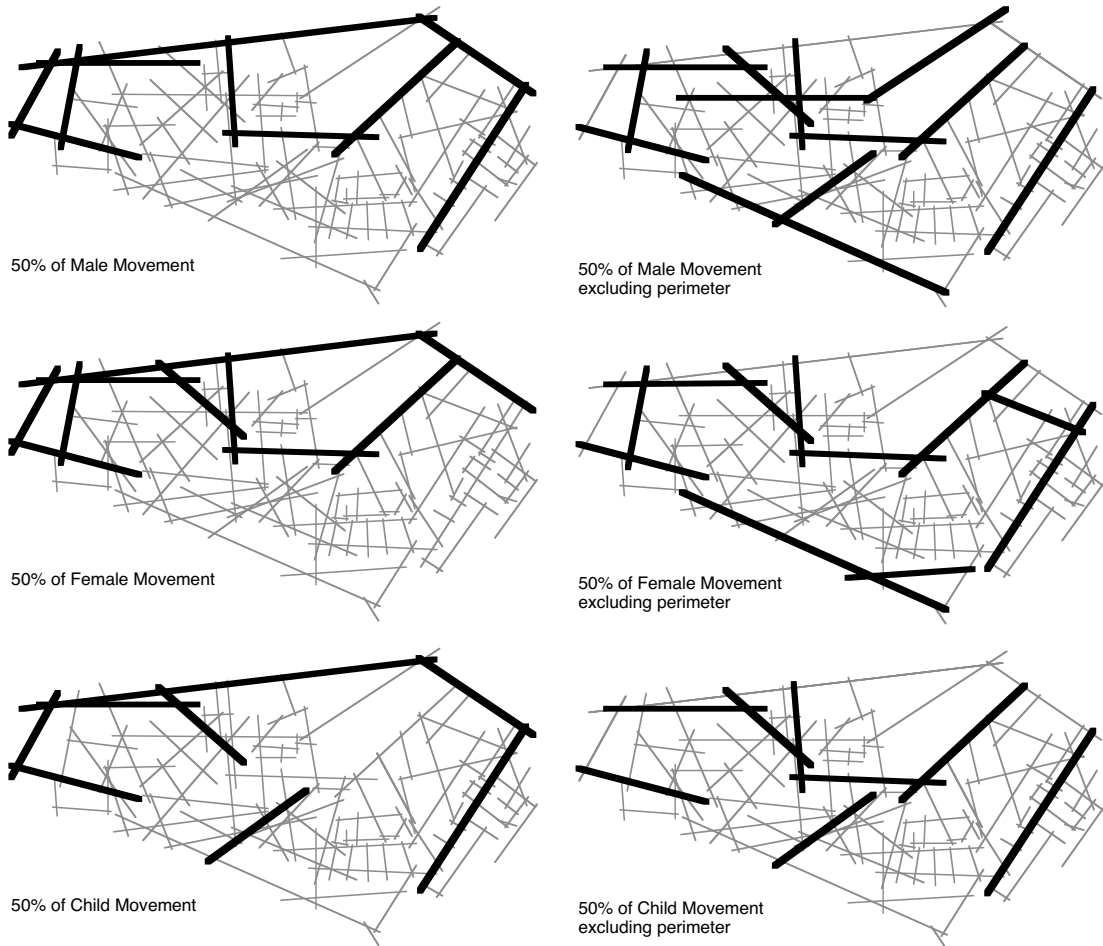 50% of Male Movement
50% of Male Movement
excluding perimeter
50% of Female Movement
50% of Female Movement
excluding perimeter
50% of Child Movement
50% of Child Movement
excluding perimeter